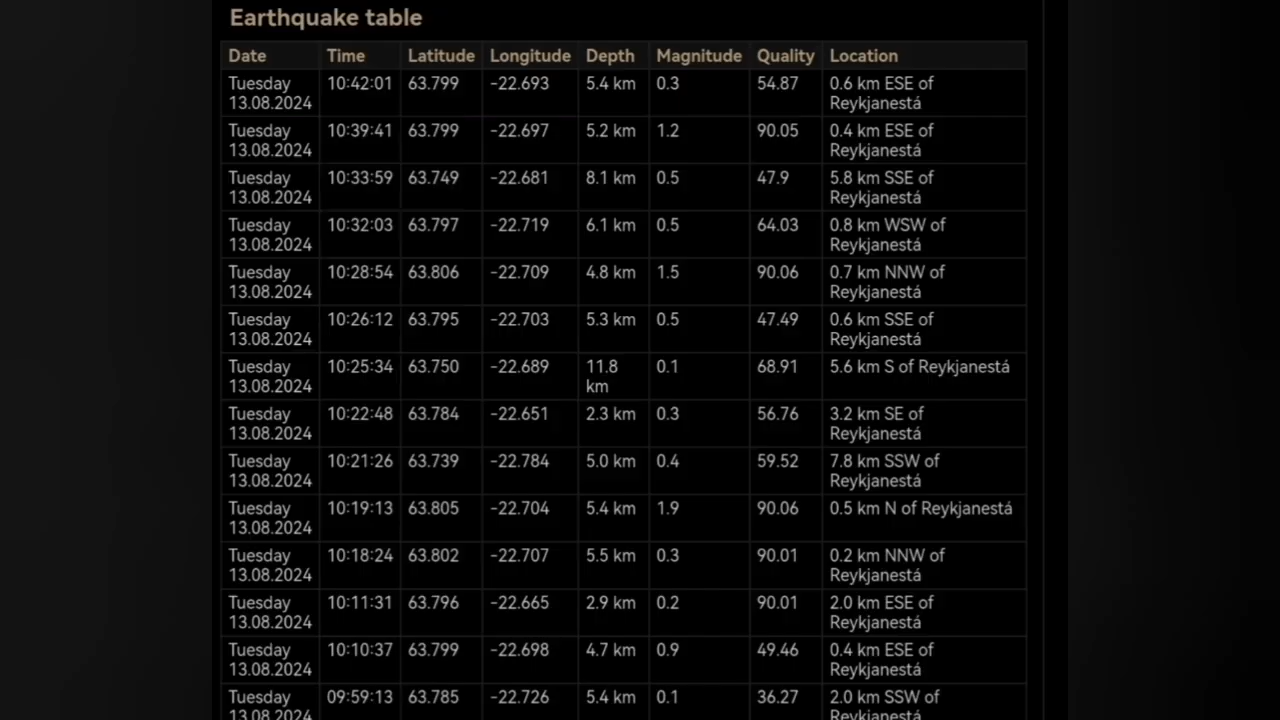 Earthquake table
Date Time Latitude Longitude Depth Magnitude Quality Location
Tuesday 10:42:01 63.799 -22.693 5.4 km 0.3 54.87 0.6 km ESE of
13.08.2024 Reykjanestá
Tuesday 10:39:41 63.799 -22.697 5.2 km 1.2 90.05 0.4 km ESE of
13.08.2024 Reykjanestá
Tuesday 10:33:59 63.749 -22.681 8.1 km 0.5 47.9 5.8 km SSE of
13.08.2024 Reykjanestá
Tuesday 10:32:03 63.797 -22.719 6.1 km 0.5 64.03 0.8 km WSW of
13.08.2024 Reykjanestá
Tuesday 10:28:54 63.806 -22.709 4.8 km 1.5 90.06 0.7 km NNW of
13.08.2024 Reykjanestá
Tuesday 10:26:12 63.795 -22.703 5.3 km 0.5 47.49 0.6 km SSE of
13.08.2024 Reykjanestá
Tuesday 10:25:34 63.750 -22.689 11.8 0.1 68.91 5.6 km S of Reykjanestá
13.08.2024 km
Tuesday 10:22:48 63.784 -22.651 2.3 km 0.3 56.76 3.2 km SE of
13.08.2024 Reykjanestá
Tuesday 10:21:26 63.739 -22.784 5.0 km 0.4 59.52 7.8 km SSW of
13.08.2024 Reykjanestá
Tuesday 10:19:13 63.805 -22.704 5.4 km 1.9 90.06 0.5 km N of Reykjanestá
13.08.2024
Tuesday 10:18:24 63.802 -22.707 5.5 km 0.3 90.01 0.2 km NNW of
13.08.2024 Reykjanestá
Tuesday 10:11:31 63.796 -22.665 2.9 km 0.2 90.01 2.0 km ESE of
13.08.2024 Reykjanestá
Tuesday 10:10:37 63.799 -22.698 4.7 km 0.9 49.46 0.4 km ESE of
13.08.2024 Reykjanestá
Tuesday 09:59:13 63.785 -22.726 5.4 km 0.1 36.27 2.0 km SSW of
13.08.2024 Reykjanestá